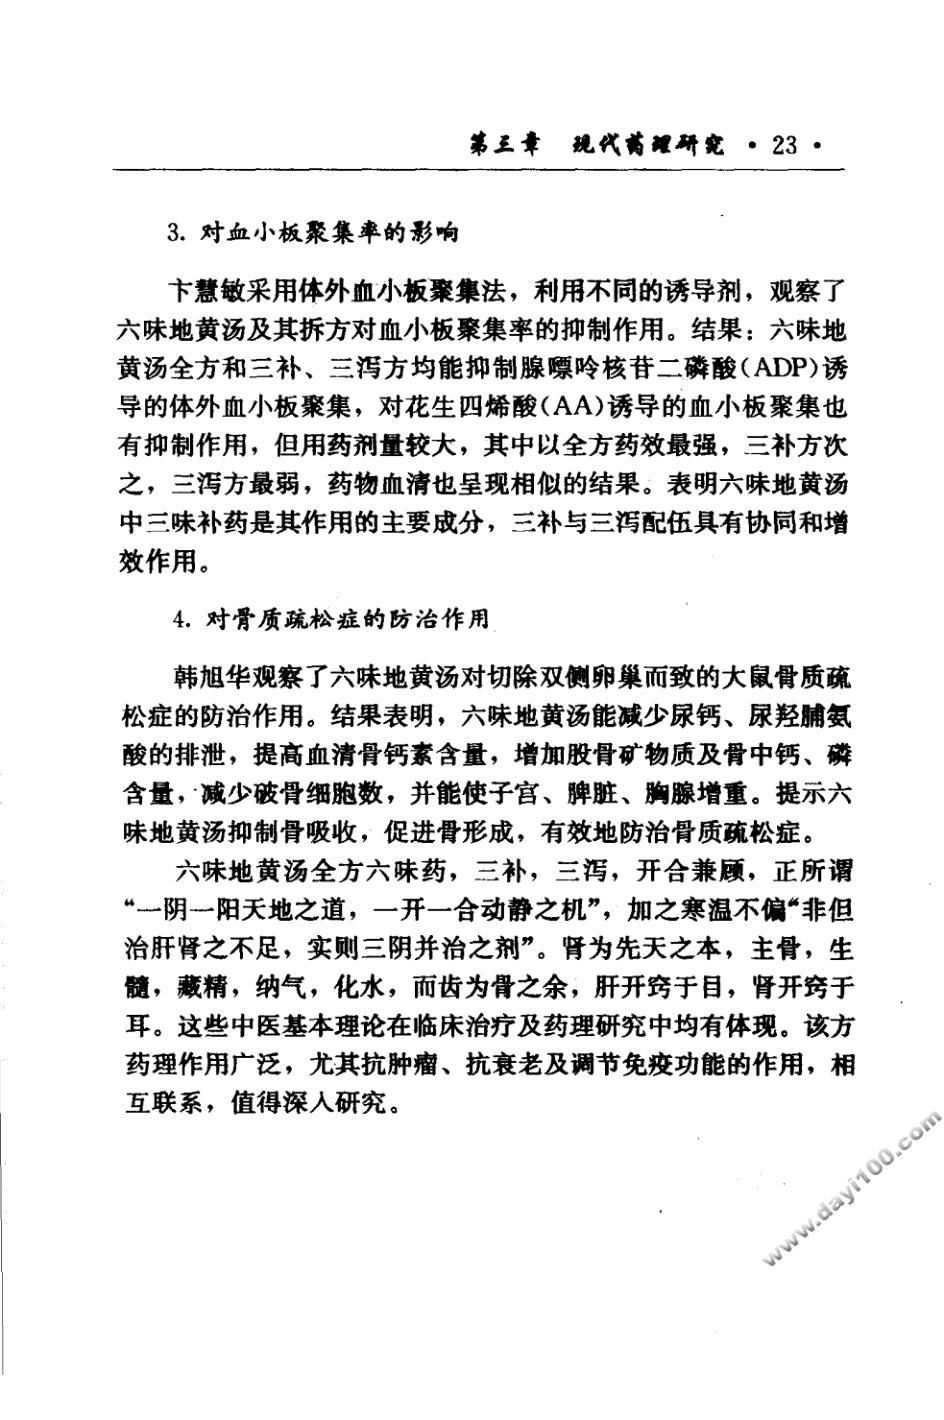 第三章 现代药理研究 · 23 ·
3. 对血小板聚集率的影响
卞慧敏采用体外血小板聚集法，利用不同的诱导剂，观察了
六味地黄汤及其拆方对血小板聚集率的抑制作用。结果：六味地
黄汤全方和三补、三泻方均能抑制腺嘌呤核苷二磷酸(ADP)诱
导的体外血小板聚集，对花生四烯酸(AA)诱导的血小板聚集也
有抑制作用，但用药剂量较大，其中以全方药效最强，三补方次
之，三泻方最弱，药物血清也呈现相似的结果。表明六味地黄汤
中三味补药是其作用的主要成分，三补与三泻配伍具有协同和增
效作用。
4. 对骨质疏松症的防治作用
韩旭华观察了六味地黄汤对切除双侧卵巢而致的大鼠骨质疏
松症的防治作用。结果表明，六味地黄汤能减少尿钙、尿羟脯氨
酸的排泄，提高血清骨钙素含量，增加股骨矿物质及骨中钙、磷
含量，减少破骨细胞数，并能使子宫、脾脏、胸腺增重。提示六
味地黄汤抑制骨吸收，促进骨形成，有效地防治骨质疏松症。
六味地黄汤全方六味药，三补，三泻，开合兼顾，正所谓
“一阴一阳天地之道，一开一合动静之机”，加之寒温不偏“非但
治肝肾之不足，实则三阴并治之剂”。肾为先天之本，主骨，生
髓，藏精，纳气，化水，而齿为骨之余，肝开窍于目，肾开窍于
耳。这些中医基本理论在临床治疗及药理研究中均有体现。该方
药理作用广泛，尤其抗肿瘤、抗衰老及调节免疫功能的作用，相
互联系，值得深入研究。
www.dayi100.com